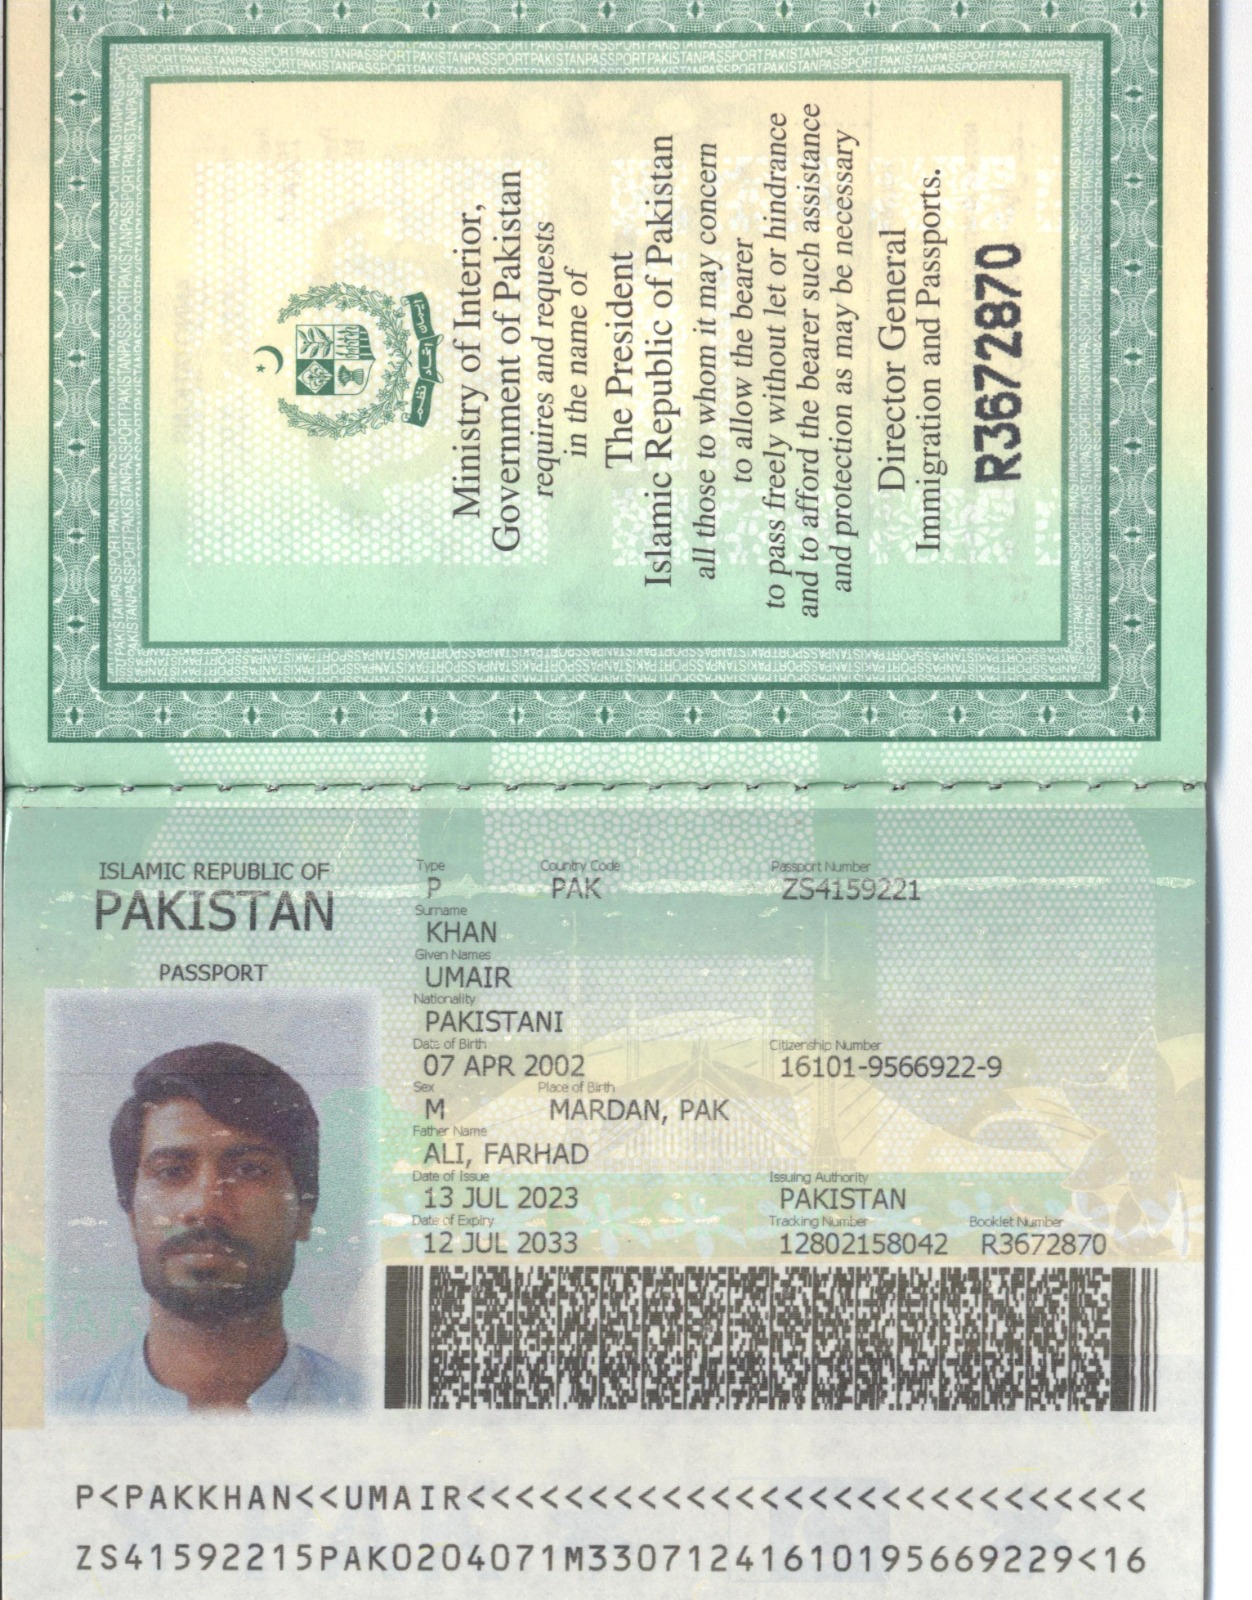 Ministry of Interior,
Government of Pakistan
requires and requests
in the name of
The President
Islamic Republic of Pakistan
all those to whom it may concern
to allow the bearer
to pass freely without let or hindrance
and to afford the bearer such assistance
and protection as may be necessary
Director General
Immigration and Passports.
R3672870
ISLAMIC REPUBLIC OF
PAKISTAN
PASSPORT
Type Country Code Passport Number
P PAK ZS4159221
Surname
KHAN
Given Names
UMAIR
Nationality
PAKISTANI
Date of Birth Citizenship Number
07 APR 2002 16101-9566922-9
Sex Place of Birth
M MARDAN, PAK
Father Name
ALI, FARHAD
Date of Issue Issuing Authority
13 JUL 2023 PAKISTAN
Date of Expiry Tracking Number Booklet Number
12 JUL 2033 12802158042 R3672870
P<PAKKHAN<<UMAIR<<<<<<<<<<<<<<<<<<<<<<<<<<<<
ZS41592215PAK0204071M33071241610195669229<16